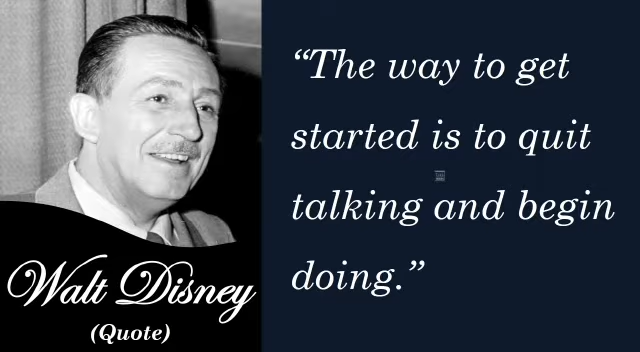 “The way to get
started is to quit
talking and begin
doing.”
Walt Disney
(Quote)